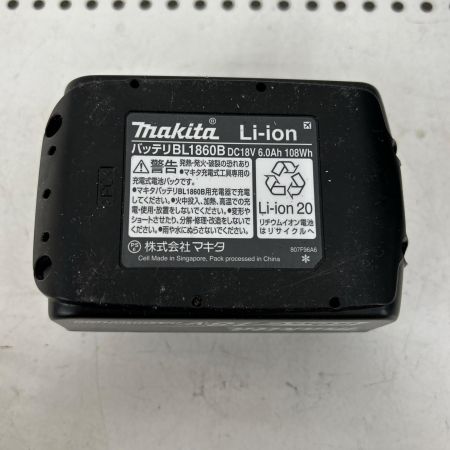 makita® Li-ion
バッテリBL1860B DC18V 6.0Ah 108Wh
警告 発熱・発火・破裂の恐れあり
●マキタ充電式工具専用の
充電式電池パックです。
●マキタバッテリBL1860B用充電器で充電
してください。●火中投入、加熱、高温での充
電・使用・放置をしないでください。●変形や
ショートさせたり、分解・修理・改造をしないで
ください。●雨や水にぬらさないでください。
Li-ion 20
リチウムイオン電池
はリサイクルへ
PS E 株式会社マキタ
Cell Made in Singapore, Pack processed in China
807F96A6
*